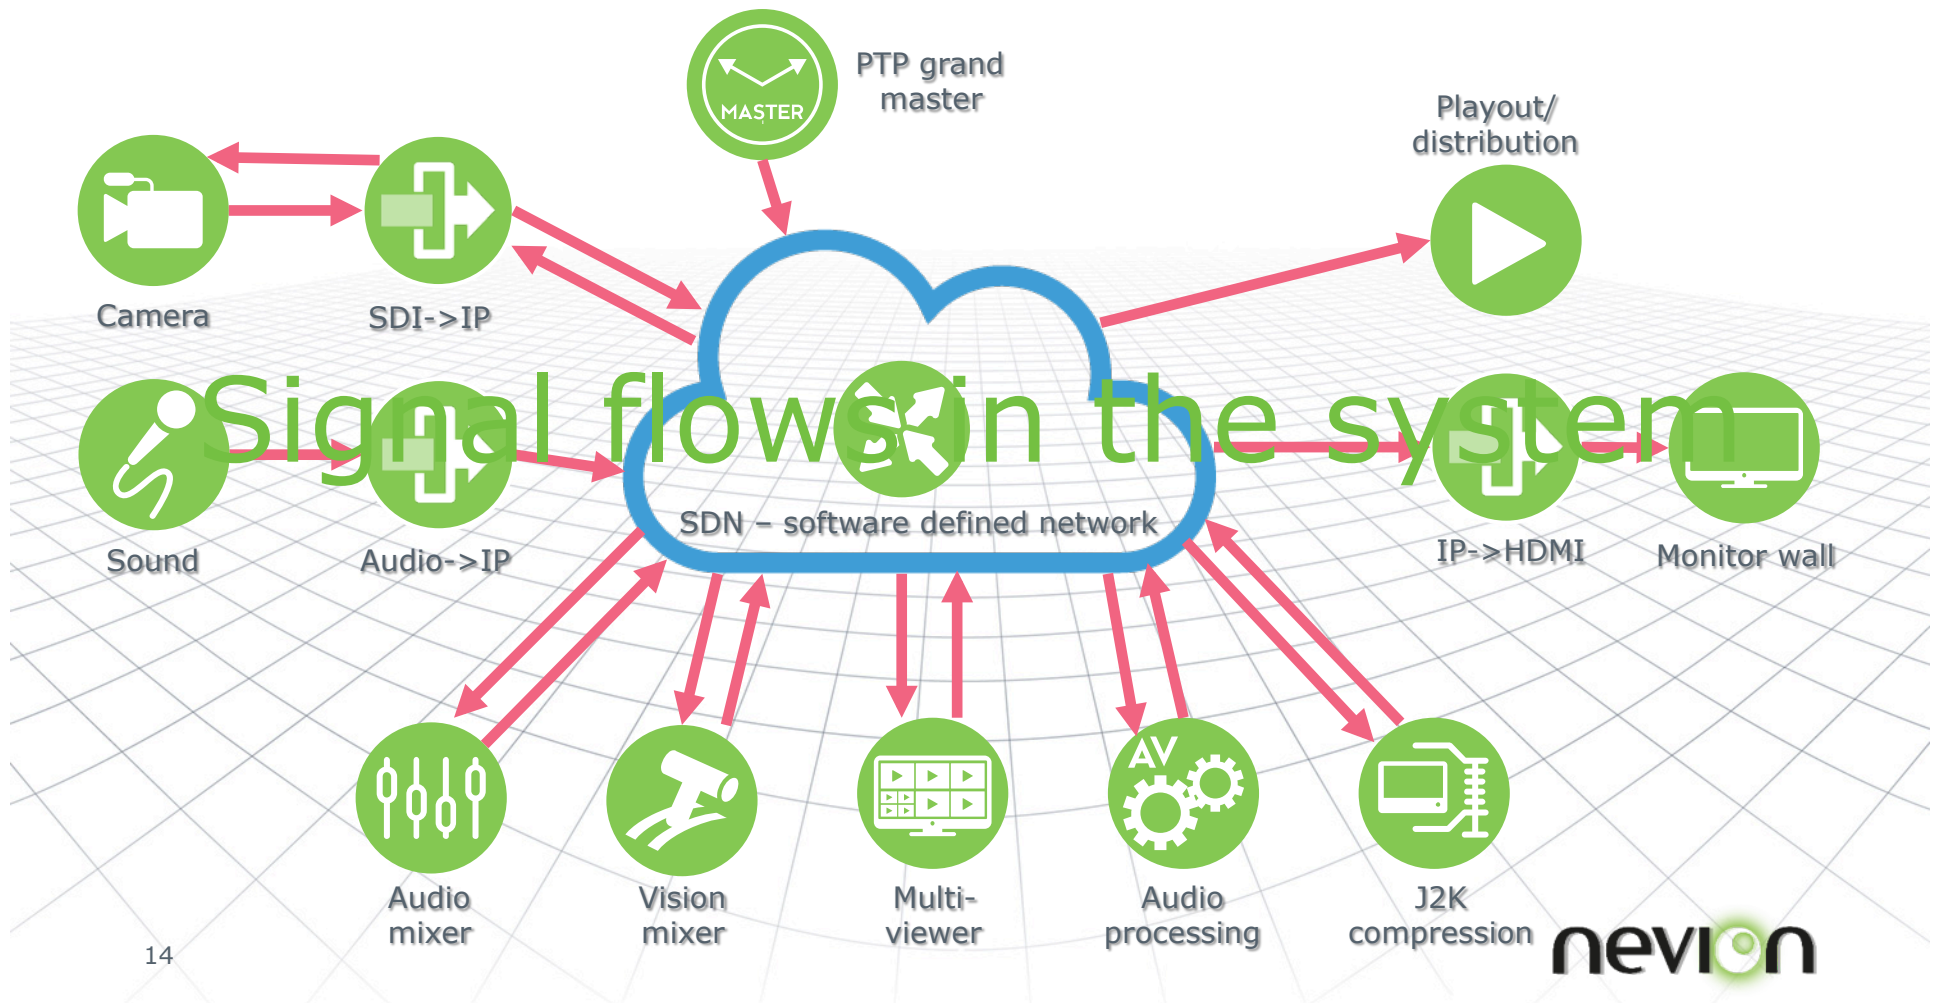 PTP grand
master
MASTER
Playout/
distribution
Camera
SDI->IP
Signal flows in the system
SDN – software defined network
Sound
Audio->IP
IP->HDMI
Monitor wall
AV
Audio
mixer
Vision
mixer
Multi-
viewer
Audio
processing
J2K
compression
14
nevion